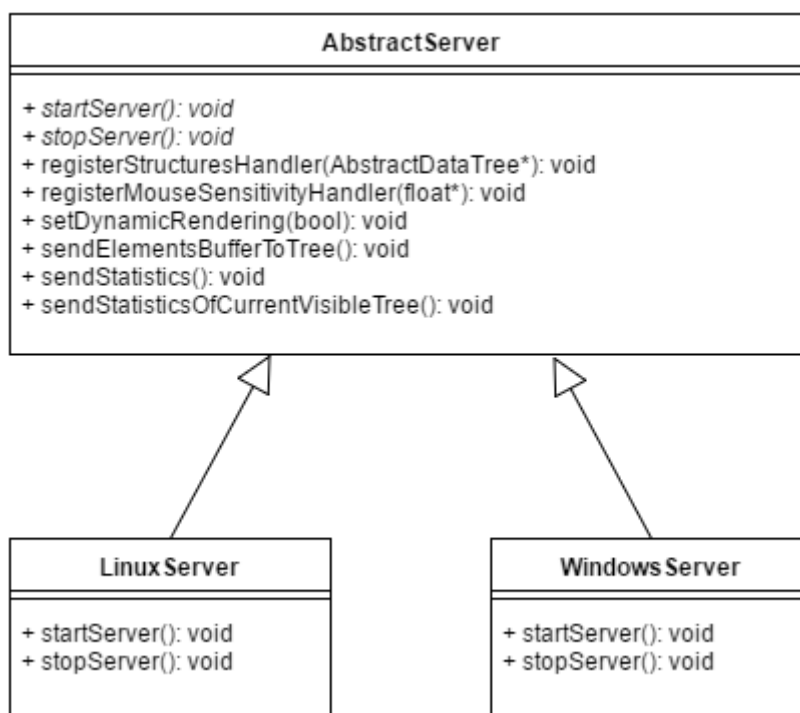 AbstractServer
+ startServer(): void
+ stopServer(): void
+ registerStructuresHandler(AbstractDataTree*): void
+ registerMouseSensitivityHandler(float*): void
+ setDynamicRendering(bool): void
+ sendElementsBufferToTree(): void
+ sendStatistics(): void
+ sendStatisticsOfCurrentVisibleTree(): void
LinuxServer
+ startServer(): void
+ stopServer(): void
WindowsServer
+ startServer(): void
+ stopServer(): void